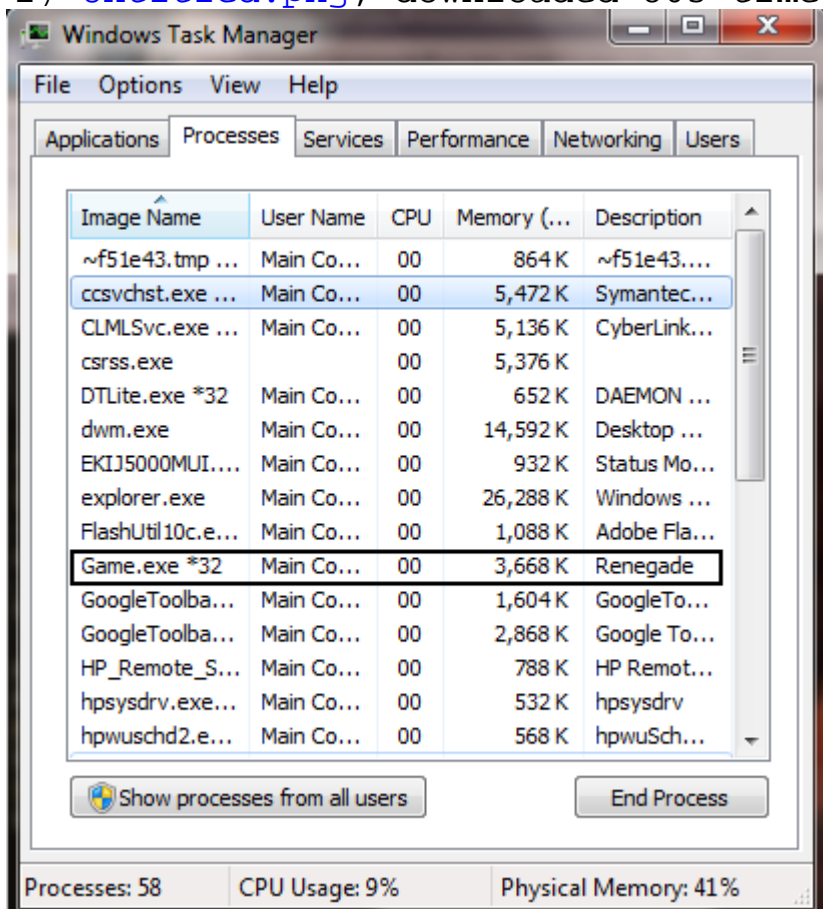 Windows Task Manager
File Options View Help
Applications Processes Services Performance Networking Users
Image Name User Name CPU Memory (... Description
~f51e43.tmp ... Main Co... 00 864 K ~f51e43....
ccsvchst.exe ... Main Co... 00 5,472 K Symantec...
CLMLSvc.exe ... Main Co... 00 5,136 K CyberLink...
csrss.exe 00 5,376 K
DTLite.exe *32 Main Co... 00 652 K DAEMON ...
dwm.exe Main Co... 00 14,592 K Desktop ...
EKIJ5000MUI.... Main Co... 00 932 K Status Mo...
explorer.exe Main Co... 00 26,288 K Windows ...
FlashUtil10c.e... Main Co... 00 1,088 K Adobe Fla...
Game.exe *32 Main Co... 00 3,668 K Renegade
GoogleToolba... Main Co... 00 1,604 K GoogleTo...
GoogleToolba... Main Co... 00 2,868 K Google To...
HP_Remote_S... Main Co... 00 788 K HP Remot...
hpsysdrv.exe... Main Co... 00 532 K hpsysdrv
hpwuschd2.e... Main Co... 00 568 K hpwuSch...
Show processes from all users End Process
Processes: 58 CPU Usage: 9% Physical Memory: 41%